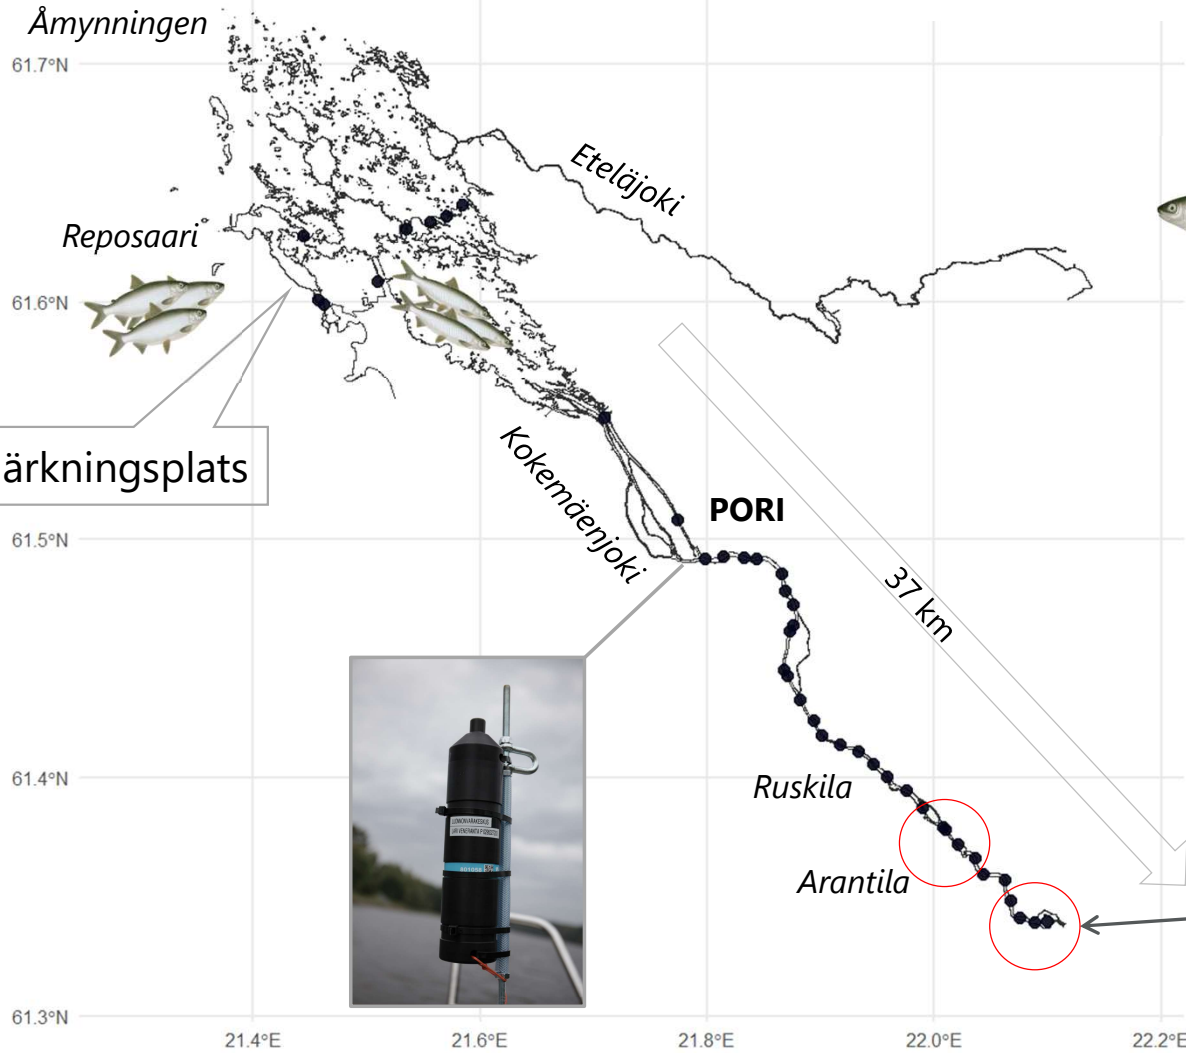 Åmynningen
61.7°N
Eteläjoki
Reposaari
61.6°N
ärkningsplats
Kokemäenjoki
PORI
61.5°N
37 km
61.4°N
Ruskila
Arantila
61.3°N
21.4°E
21.6°E
21.8°E
22.0°E
22.2°E